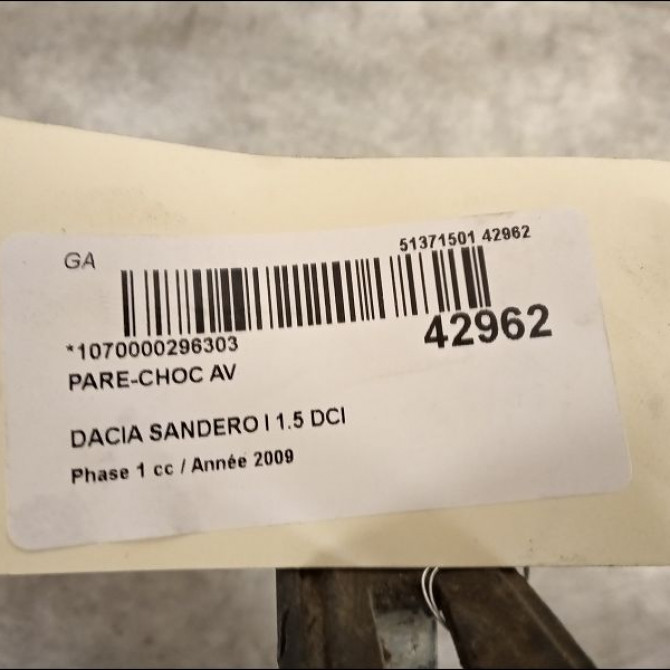 GA
51371501 42962
*1070000296303
42962
PARE-CHOC AV
DACIA SANDERO I 1.5 DCI
Phase 1 cc / Année 2009